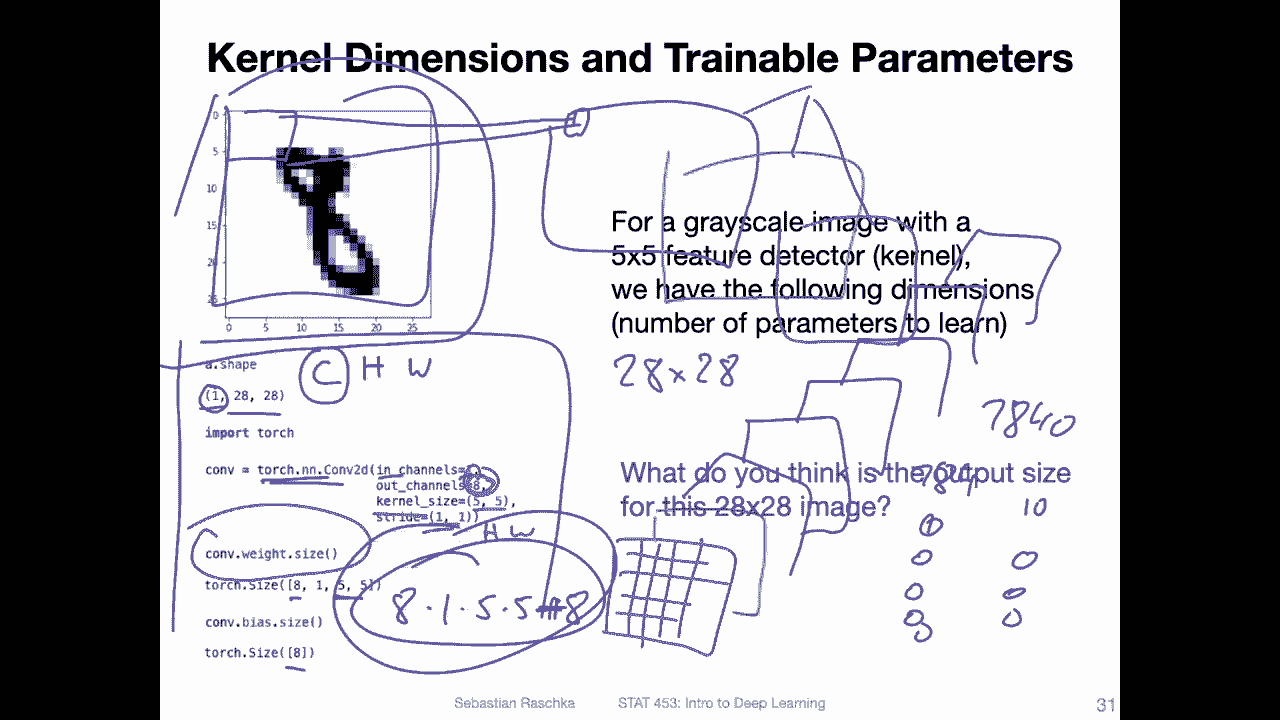 Kernel Dimensions and Trainable Parameters
0
5
10
15
20
25
0 5 10 15 20 25
For a grayscale image with a
5x5 feature detector (kernel),
we have the following dimensions
(number of parameters to learn)
28 x 28
a.shape
C H W
(1, 28, 28)
7840
import torch
conv = torch.nn.Conv2d(in_channels=1,
out_channels=8,
kernel_size=(5, 5),
stride=(1, 1))
H W
What do you think is the output size
for this 28x28 image?
784
10
conv.weight.size()
torch.Size([8, 1, 5, 5])
8 · 1 · 5 · 5 + 8
conv.bias.size()
torch.Size([8])
Sebastian Raschka STAT 453: Intro to Deep Learning 31